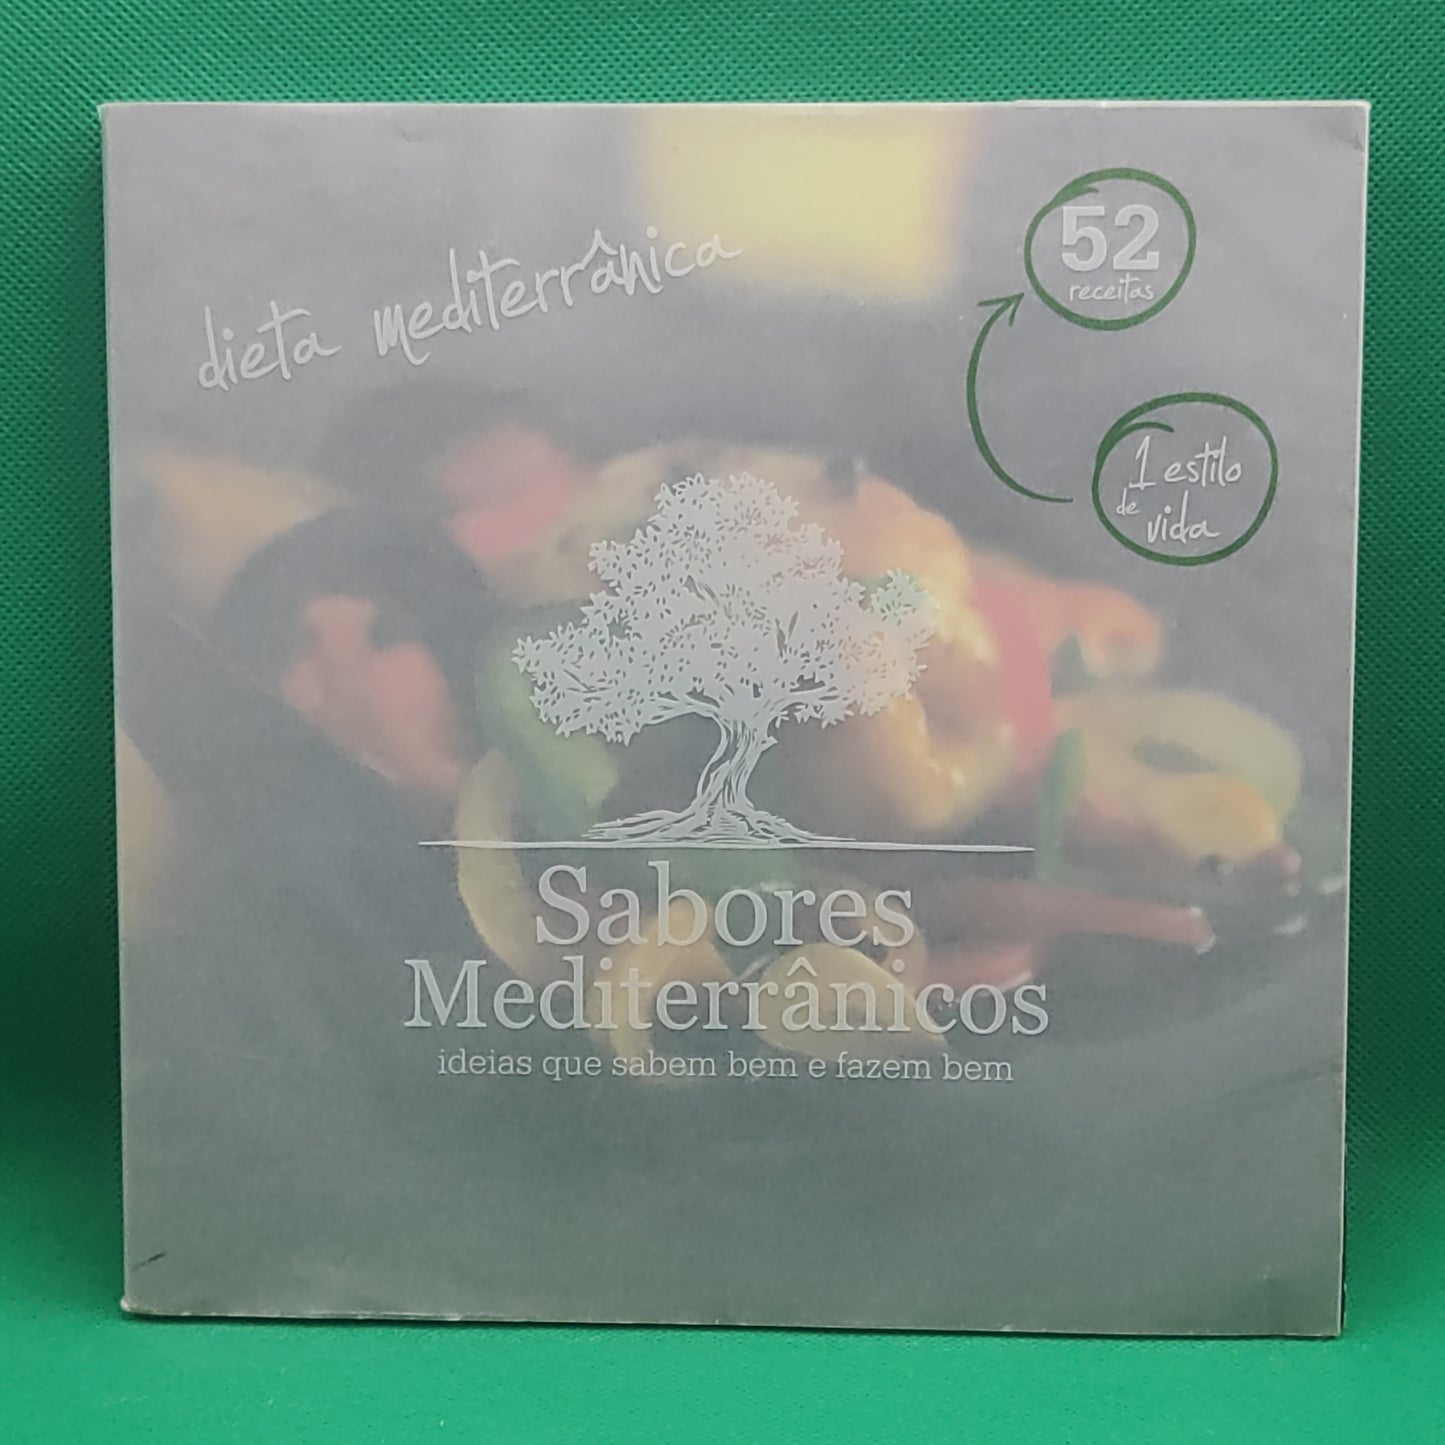 dieta mediterrânica
52
receitas
1 estilo
de
vida
Sabores
Mediterrânicos
ideias que sabem bem e fazem bem